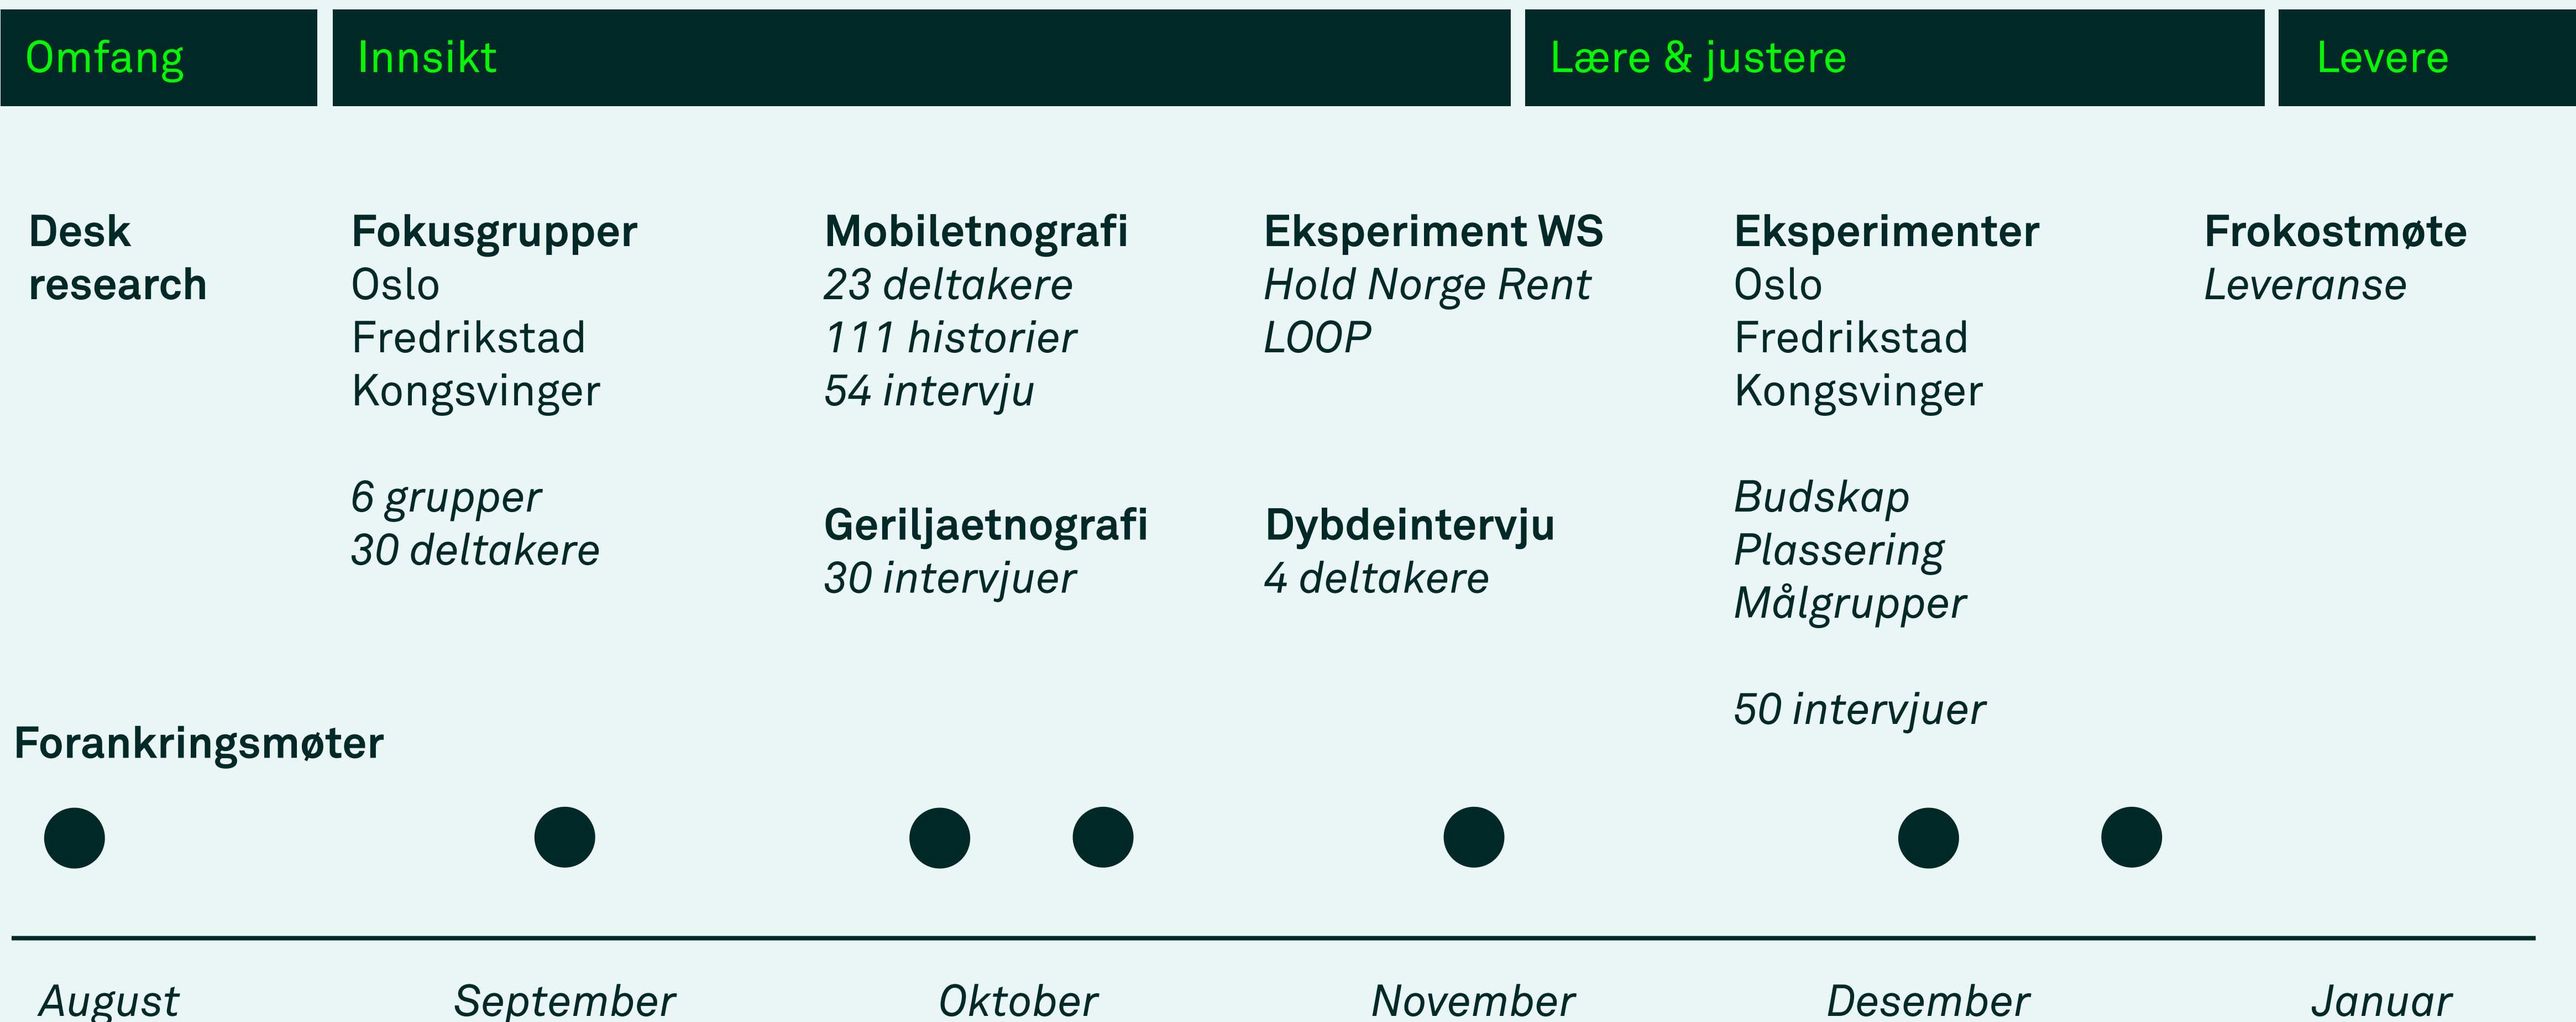 Omfang
Innsikt
Lære & justere
Levere
Desk
research
Fokusgrupper
Oslo
Fredrikstad
Kongsvinger
6 grupper
30 deltakere
Mobiletnografi
23 deltakere
111 historier
54 intervju
Geriljaetnografi
30 intervjuer
Eksperiment WS
Hold Norge Rent
LOOP
Dybdeintervju
4 deltakere
Eksperimenter
Oslo
Fredrikstad
Kongsvinger
Budskap
Plassering
Målgrupper
50 intervjuer
Frokostmøte
Leveranse
Forankringsmøter
August
September
Oktober
November
Desember
Januar